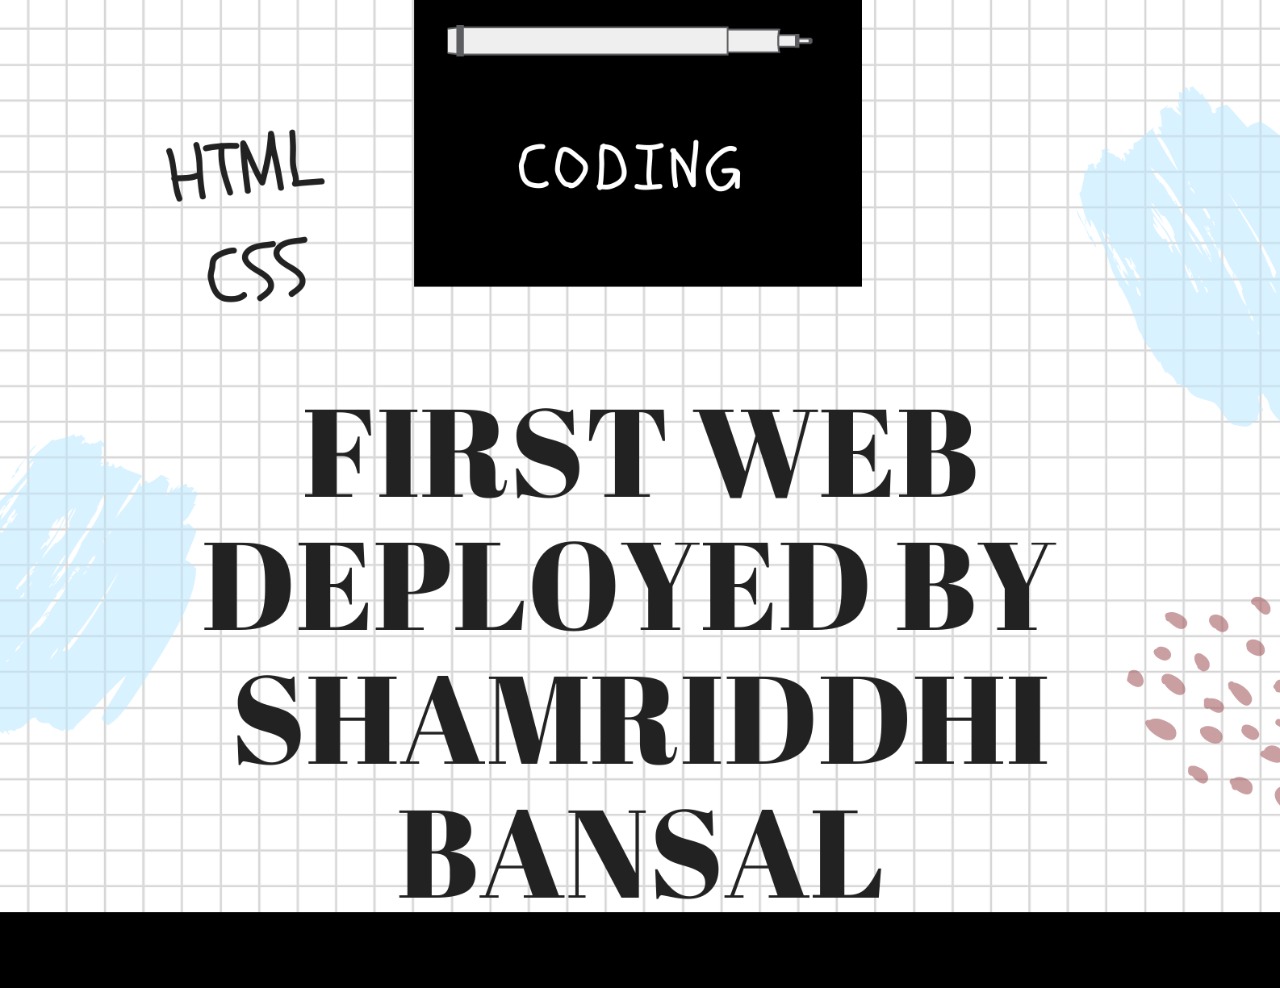 HTML
CSS
CODING
FIRST WEB
DEPLOYED BY
SHAMRIDDHI
BANSAL